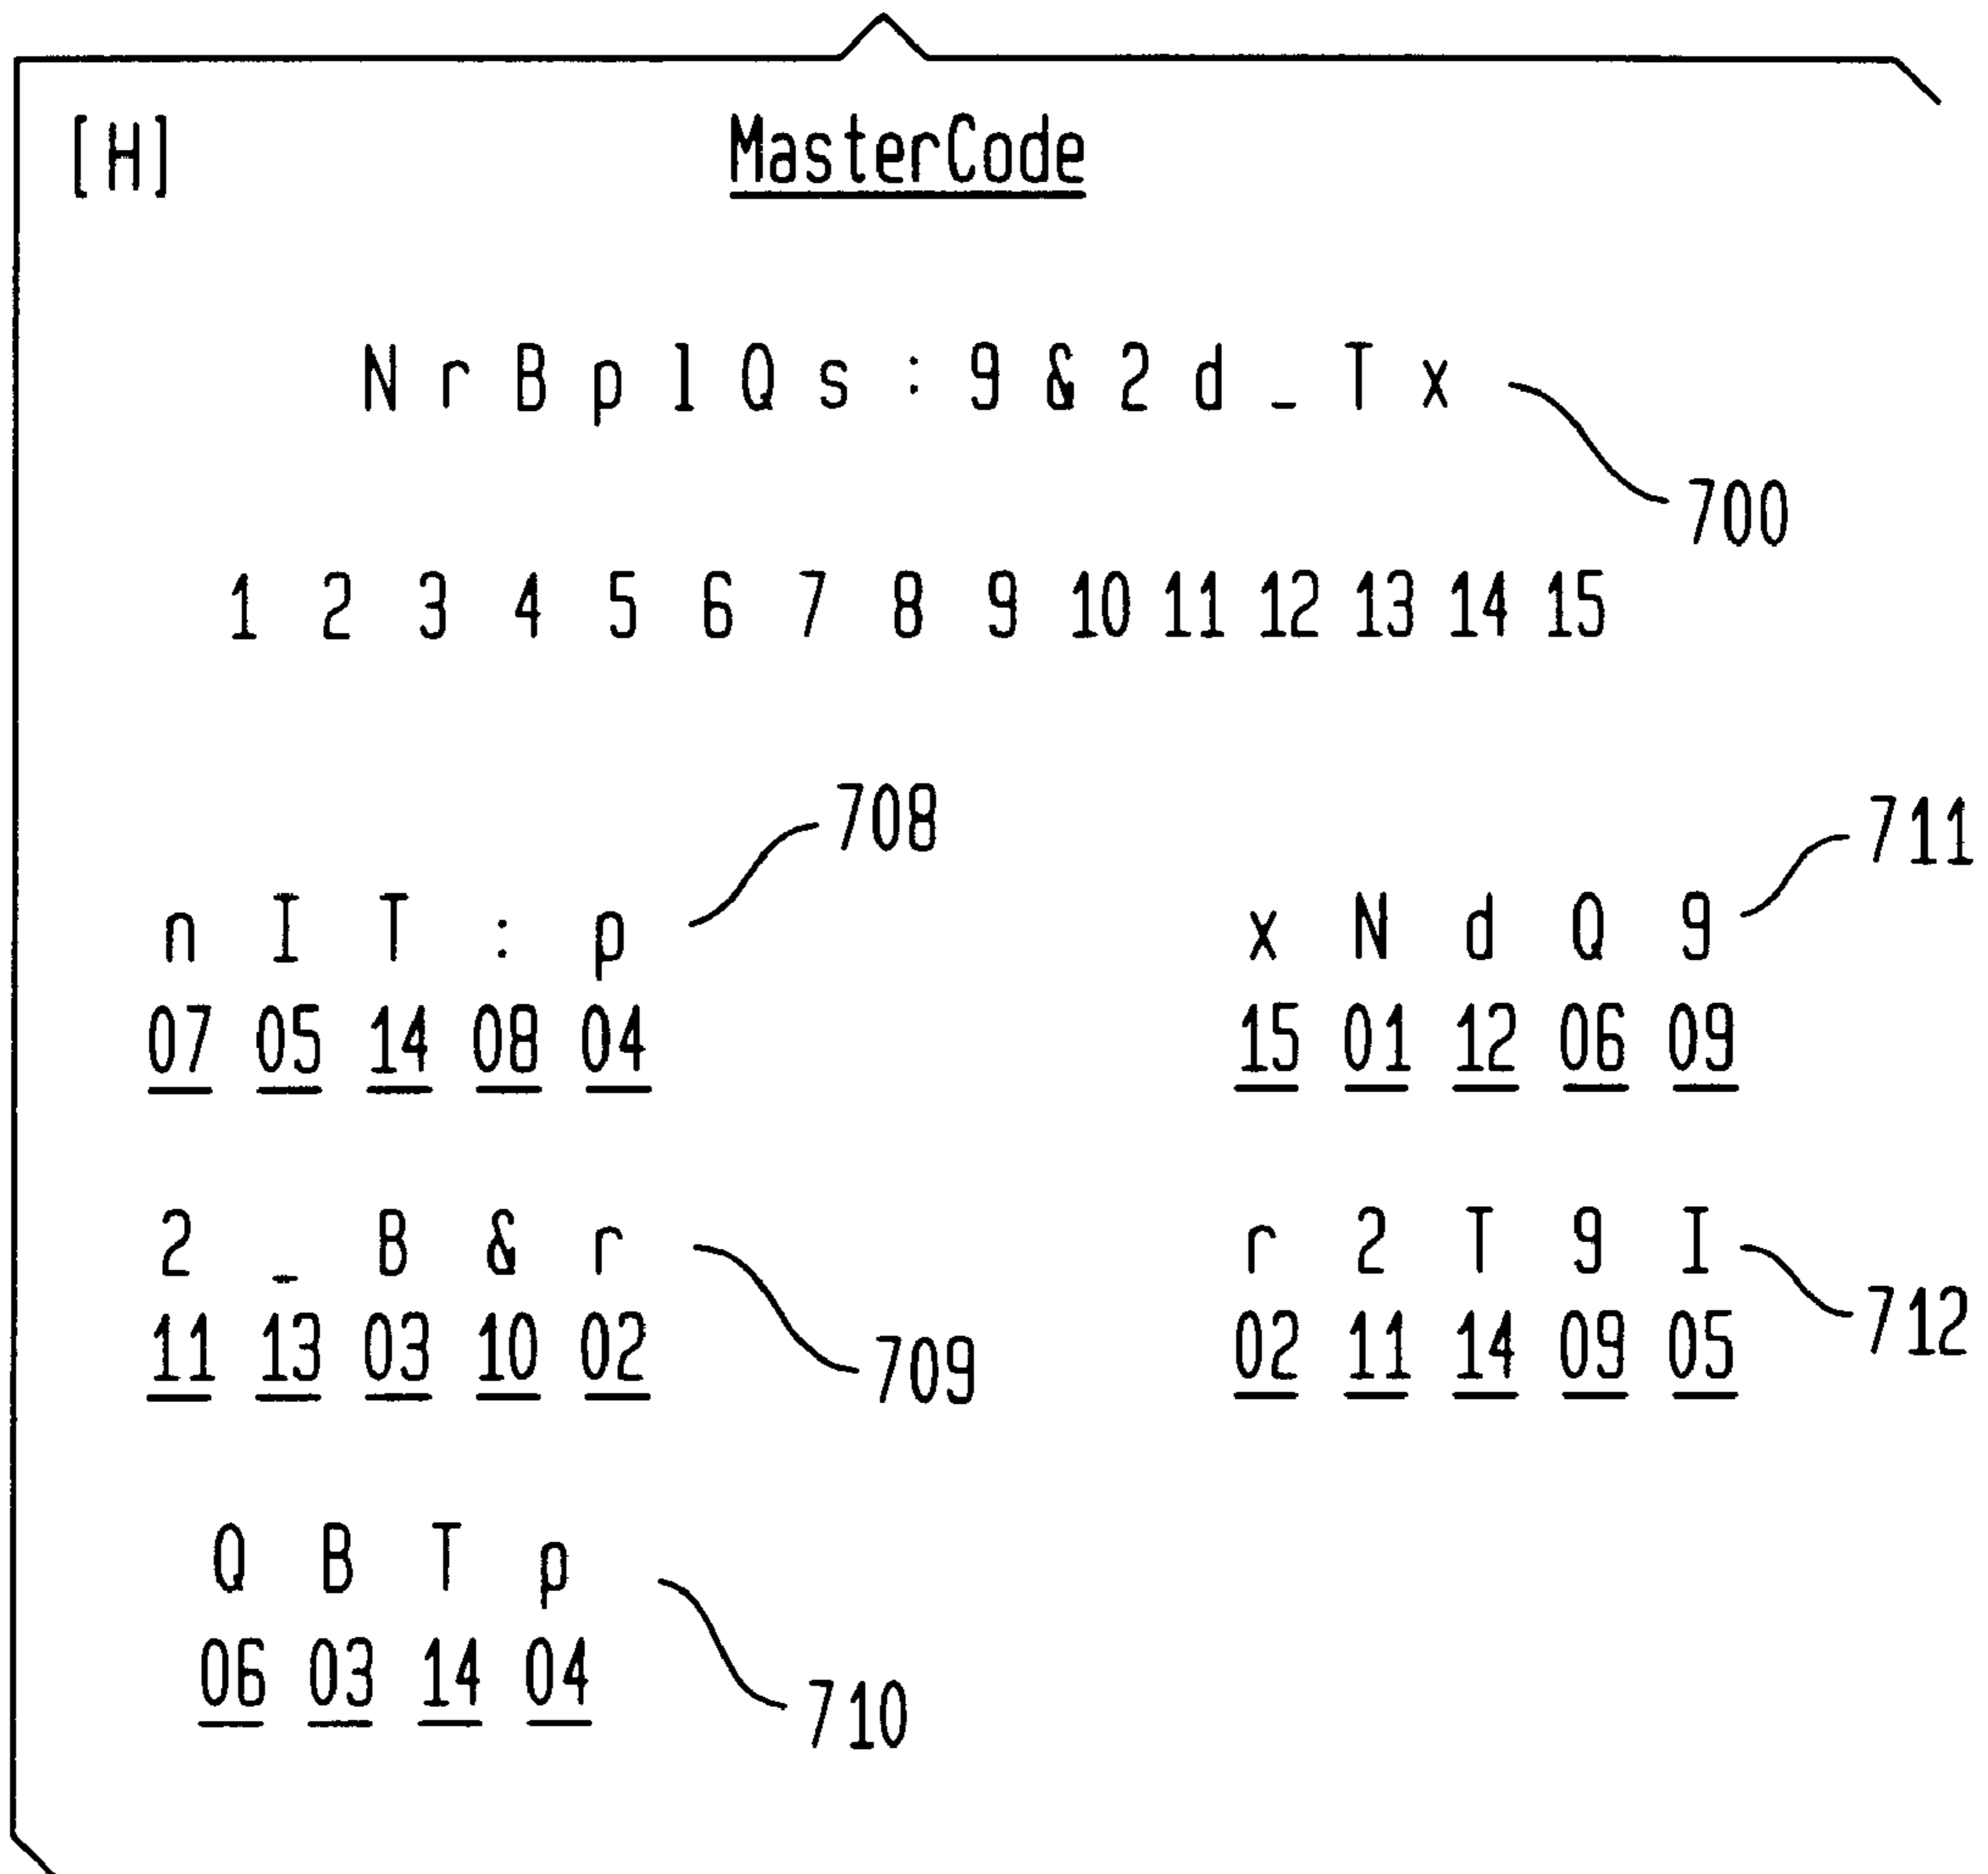 [H] MasterCode
N r B p l Q s : 9 & 2 d _ T x
700
1 2 3 4 5 6 7 8 9 10 11 12 13 14 15
708
711
n I T : p
x N d Q 9
07 05 14 08 04
15 01 12 06 09
2 _ B & r
r 2 T 9 I
11 13 03 10 02
02 11 14 09 05
709
712
Q B T p
06 03 14 04
710